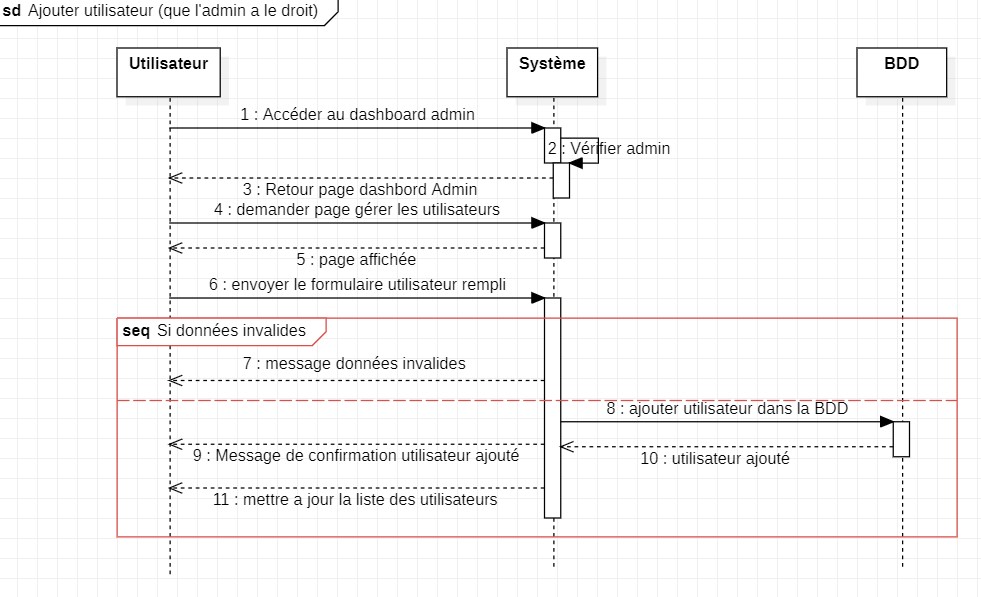 sd Ajouter utilisateur (que l'admin a le droit)
Utilisateur
Système
BDD
1 : Accéder au dashboard admin
2 : Vérifier admin
3 : Retour page dashbord Admin
4 : demander page gérer les utilisateurs
5 : page affichée
6 : envoyer le formulaire utilisateur rempli
seq Si données invalides
7 : message données invalides
8 : ajouter utilisateur dans la BDD
9 : Message de confirmation utilisateur ajouté
10 : utilisateur ajouté
11 : mettre a jour la liste des utilisateurs